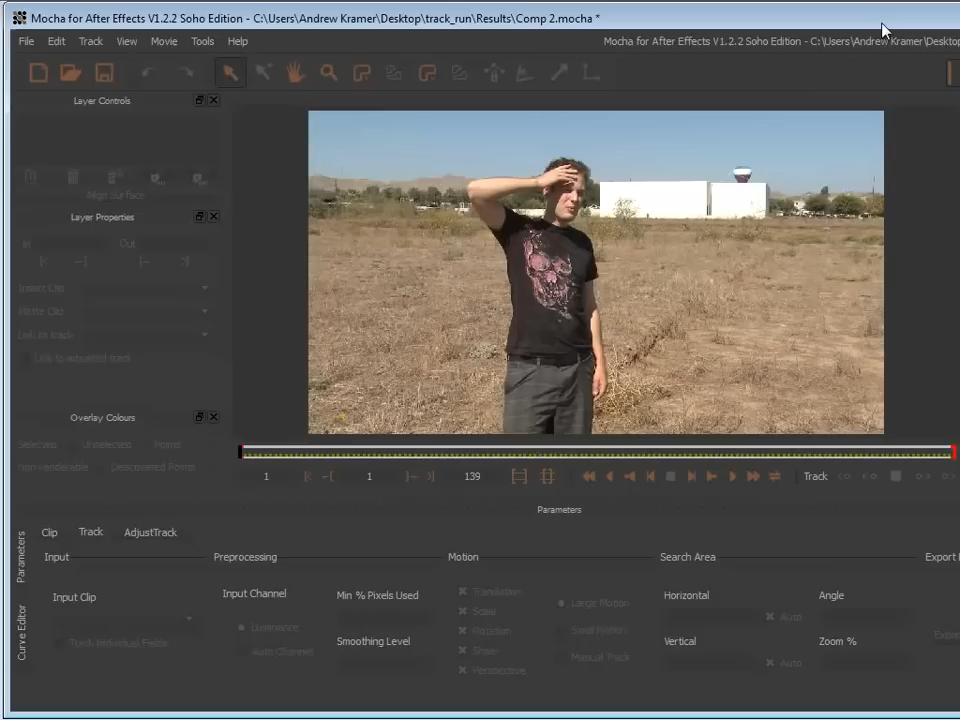 Mocha for After Effects V1.2.2 Soho Edition - C:\Users\Andrew Kramer\Desktop\track_run\Results\Comp 2.mocha *
File Edit Track View Movie Tools Help
Mocha for After Effects V1.2.2 Soho Edition - C:\Users\Andrew Kramer\Desktop
Layer Controls
Align Surface
Layer Properties
In Out
Insert Clip
Matte Clip
Link to track
Link to adjusted track
Overlay Colours
Selected Unselected Points
non-renderable Deactivated Points
1 1 139 Track
Parameters
Parameters
Curve Editor
Clip Track AdjustTrack
Input Preprocessing Motion Search Area Export
Input Clip
Track Individual Fields
Input Channel
Luminance
Auto Channel
Min % Pixels Used
Smoothing Level
Translation
Scale
Rotation
Shear
Perspective
Large Motion
Small Motion
Manual Track
Horizontal
Auto
Vertical
Auto
Angle
Zoom %